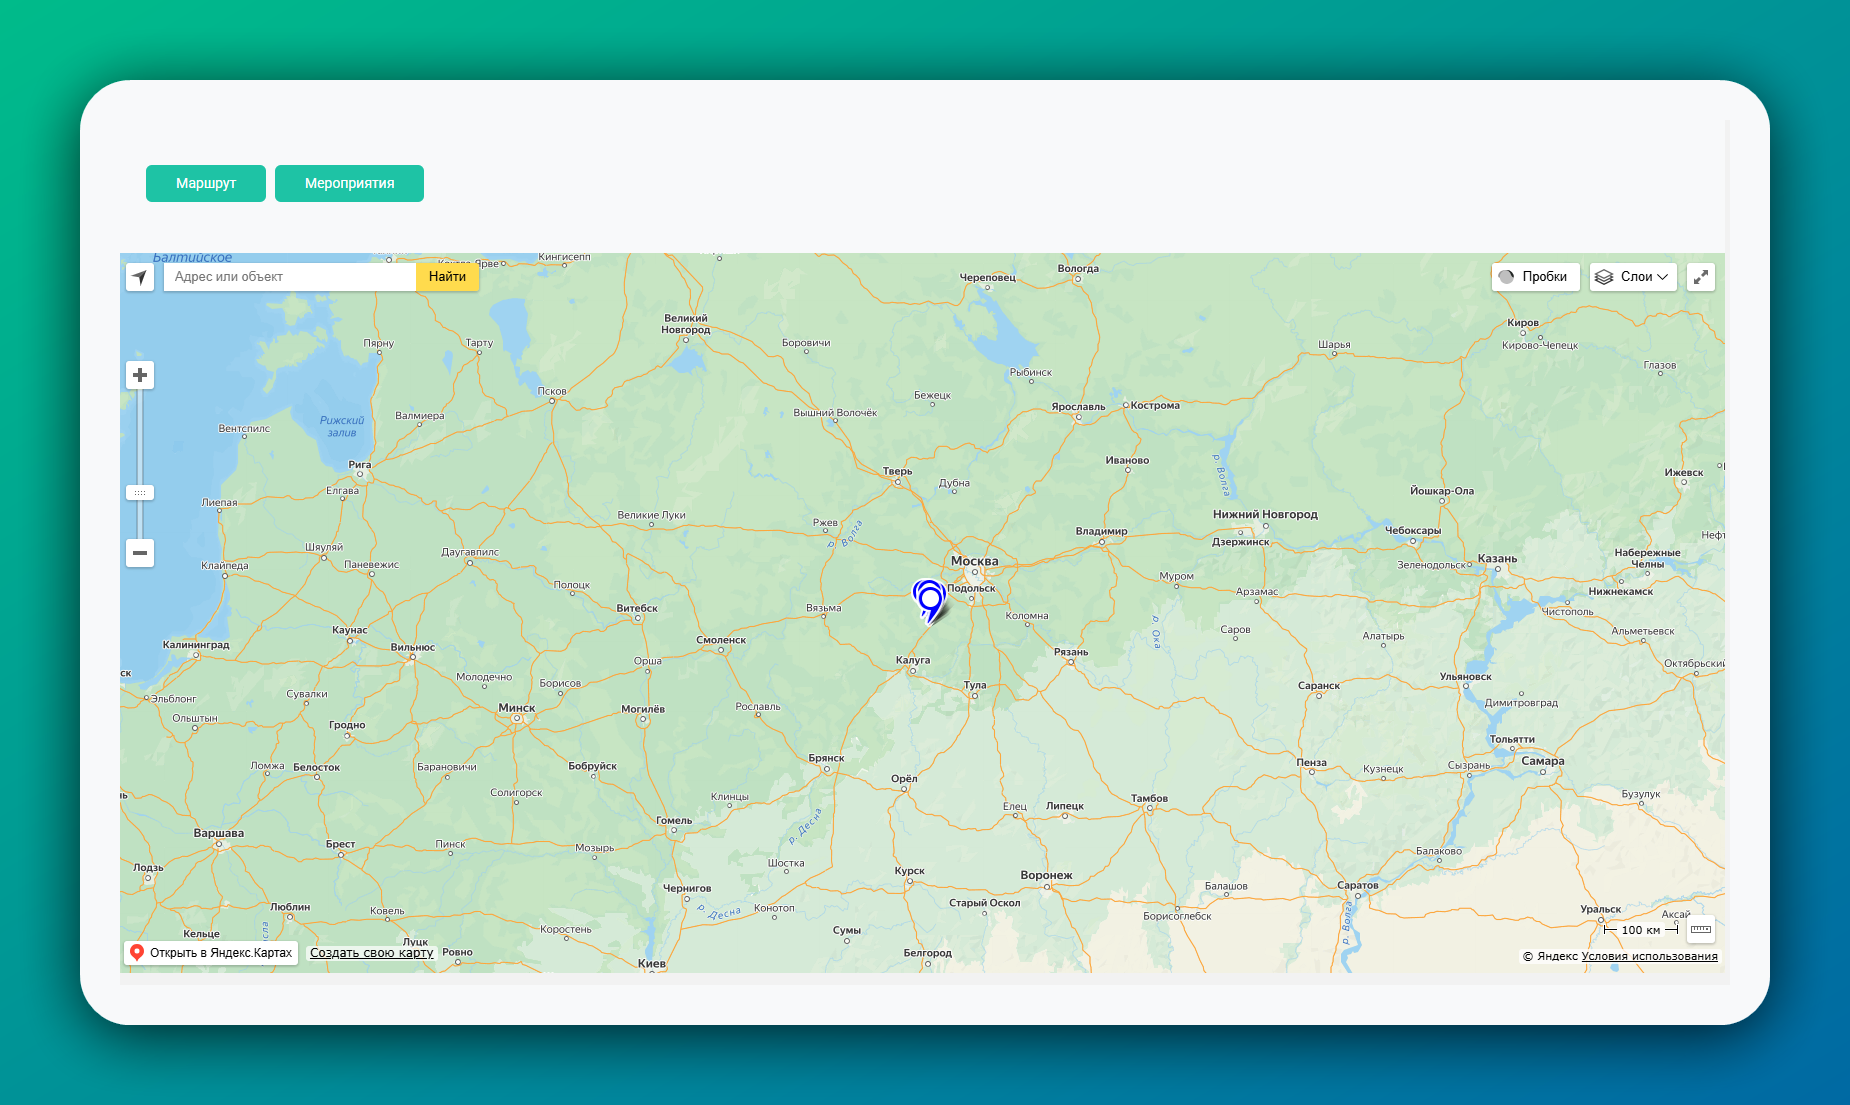 Маршрут
Мероприятия
Балтийское
Кингисепп
Адрес или объект
Найти
Пробки
Слои
Череповец
Вологда
Великий
Новгород
Киров
Кирово-Чепецк
Пярну
Тарту
Боровичи
Шарья
Глазов
Рыбинск
Псков
Бежецк
Валмиера
Вышний Волочёк
Ярославль
Кострома
Рижский
залив
Вентспилс
Рига
Тверь
Иваново
р. Волга
Ижевск
Елгава
Дубна
Йошкар-Ола
Лиепая
Великие Луки
Ржев
р. Волга
Нижний Новгород
Владимир
Чебоксары
Дзержинск
Шяуляй
Даугавпилс
Москва
Казань
Набережные
Челны
Клайпеда
Паневежис
Зеленодольск
Полоцк
Подольск
Муром
Арзамас
Нижнекамск
Витебск
Вязьма
Коломна
р. Ока
Чистополь
Каунас
Смоленск
Саров
Алатырь
Альметьевск
Калининград
Вильнюс
Орша
Калуга
Рязань
Октябрьский
ск
Молодечно
Борисов
Тула
Саранск
Ульяновск
Эльблонг
Сувалки
Димитровград
Ольштын
Минск
Могилёв
Рославль
Гродно
Тольятти
Ломжа
Белосток
Барановичи
Бобруйск
Брянск
Орёл
Пенза
Кузнецк
Сызрань
Самара
Солигорск
Клинцы
Елец
Липецк
Тамбов
Бузулук
Варшава
Гомель
р. Десна
Брест
Пинск
Мозырь
Балаково
Лодзь
Шостка
Курск
Воронеж
Чернигов
Балашов
Саратов
Люблин
Ковель
р. Десна
Конотоп
Старый Оскол
Борисоглебск
р. Волга
Уральск
Аксай
Кельце
Луцк
Коростень
Сумы
100 км
Открыть в Яндекс.Картах
Создать свою карту
Ровно
Киев
Белгород
© Яндекс Условия использования